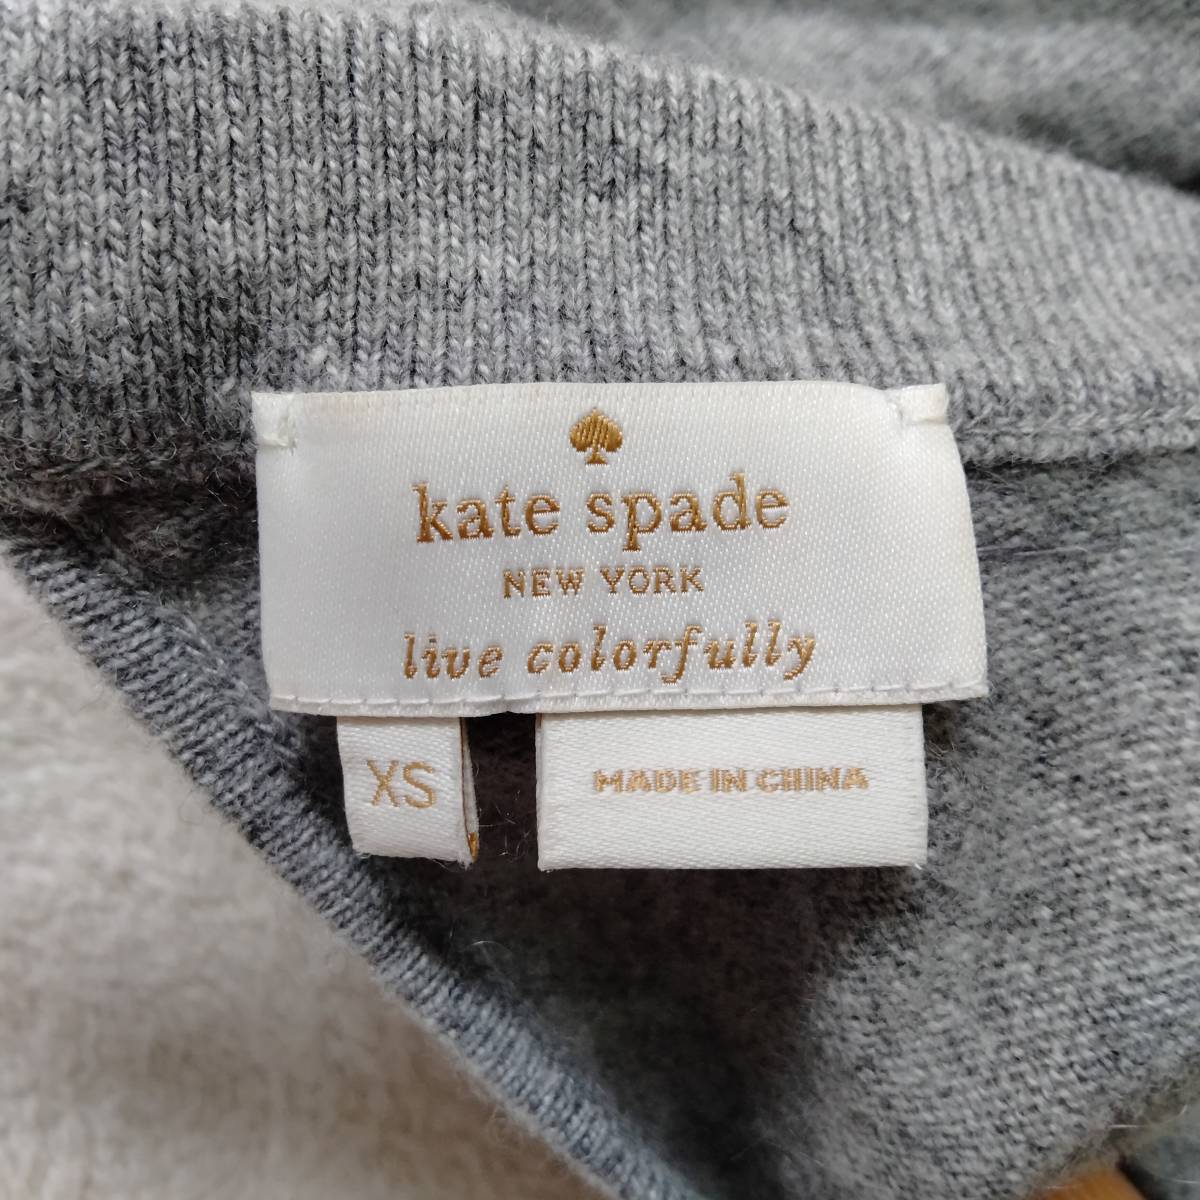 kate spade
NEW YORK
live colorfully
XS
MADE IN CHINA